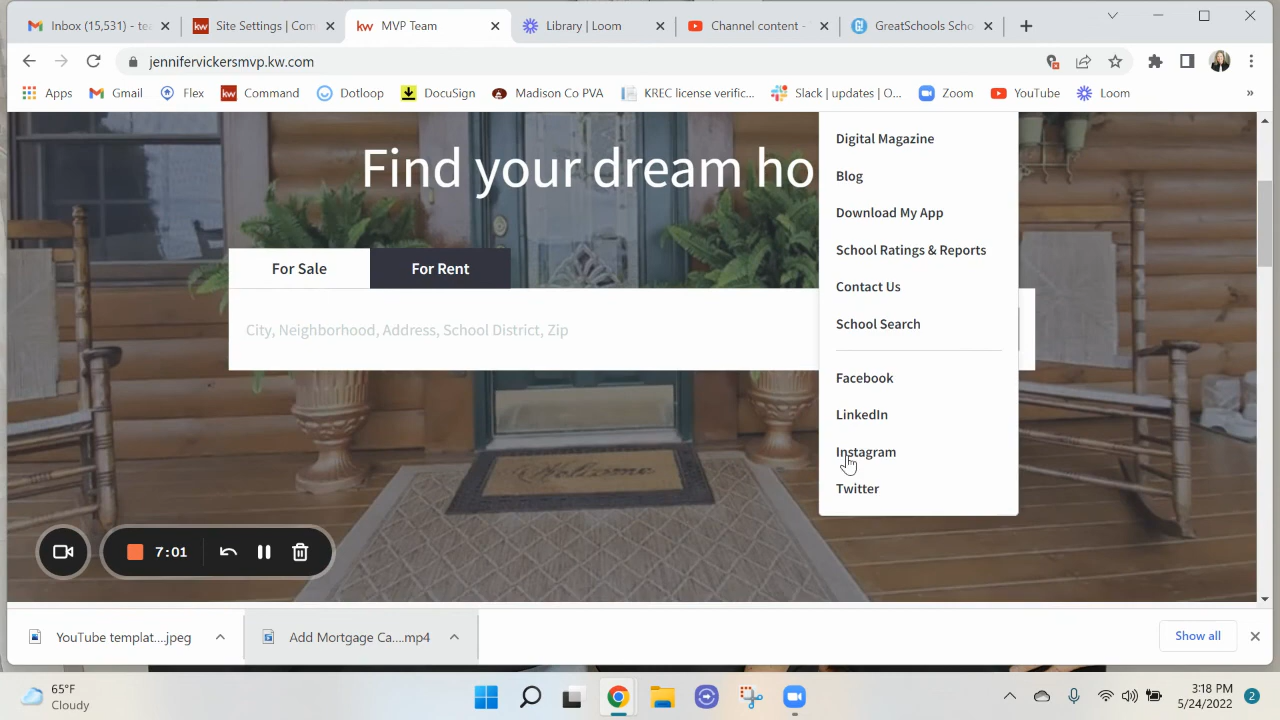 Inbox (15,531) - te
kw Site Settings | Com
kw MVP Team
Library | Loom
Channel content -
GreatSchools Scho
jennifervickersmvp.kw.com
Apps
Gmail
Flex
kw Command
Dotloop
DocuSign
Madison Co PVA
KREC license verific...
Slack | updates | O...
Zoom
YouTube
Loom
»
Find your dream ho
For Sale
For Rent
City, Neighborhood, Address, School District, Zip
Digital Magazine
Blog
Download My App
School Ratings & Reports
Contact Us
School Search
Facebook
LinkedIn
Instagram
Twitter
Welcome
7:01
YouTube templat....jpeg
Add Mortgage Ca....mp4
Show all
65°F
Cloudy
3:18 PM
5/24/2022
2